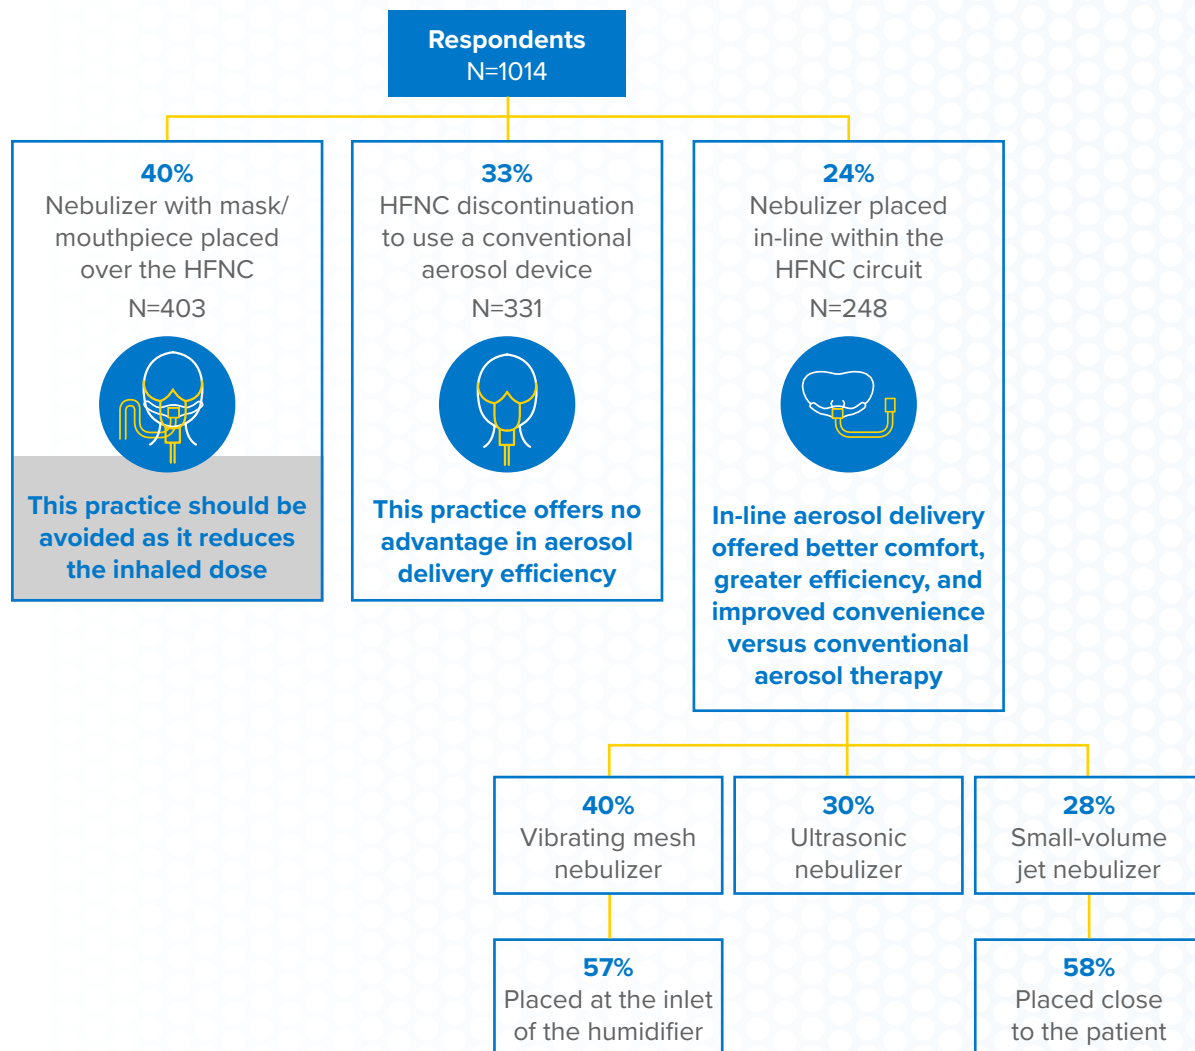 Respondents
N=1014
40%
Nebulizer with mask/
mouthpiece placed
over the HFNC
N=403
This practice should be
avoided as it reduces
the inhaled dose
33%
HFNC discontinuation
to use a conventional
aerosol device
N=331
This practice offers no
advantage in aerosol
delivery efficiency
24%
Nebulizer placed
in-line within the
HFNC circuit
N=248
In-line aerosol delivery
offered better comfort,
greater efficiency, and
improved convenience
versus conventional
aerosol therapy
40%
Vibrating mesh
nebulizer
30%
Ultrasonic
nebulizer
28%
Small-volume
jet nebulizer
57%
Placed at the inlet
of the humidifier
58%
Placed close
to the patient